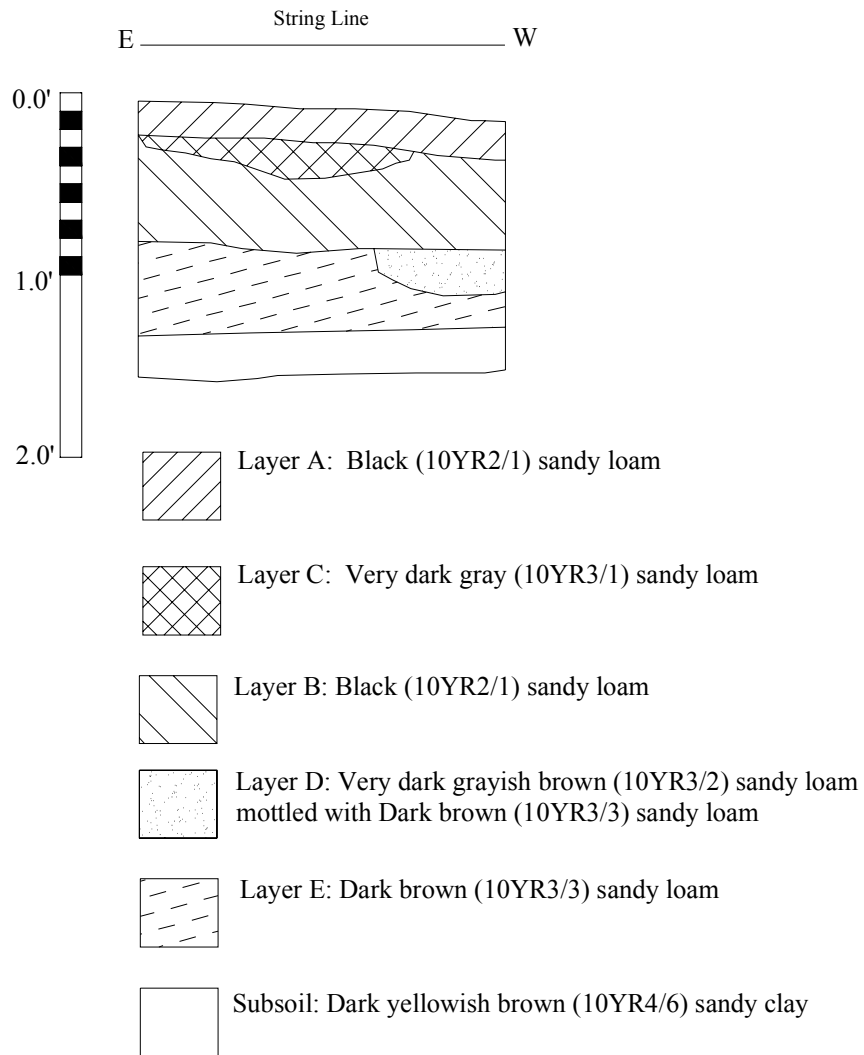 String Line
E W
0.0'
1.0'
2.0'
Layer A:  Black (10YR2/1) sandy loam
Layer C:  Very dark gray (10YR3/1) sandy loam
Layer B: Black (10YR2/1) sandy loam
Layer D: Very dark grayish brown (10YR3/2) sandy loam
mottled with Dark brown (10YR3/3) sandy loam
Layer E: Dark brown (10YR3/3) sandy loam
Subsoil: Dark yellowish brown (10YR4/6) sandy clay